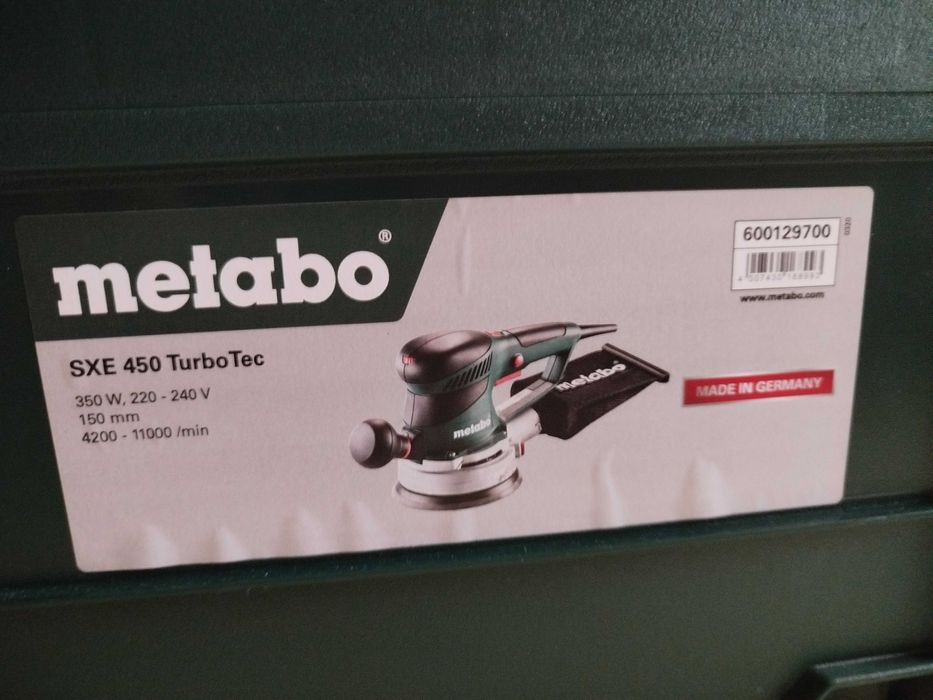 metabo®
SXE 450 TurboTec
350 W, 220 - 240 V
150 mm
4200 - 11000 /min
metabo
metabo
600129700
0320
www.metabo.com
MADE IN GERMANY